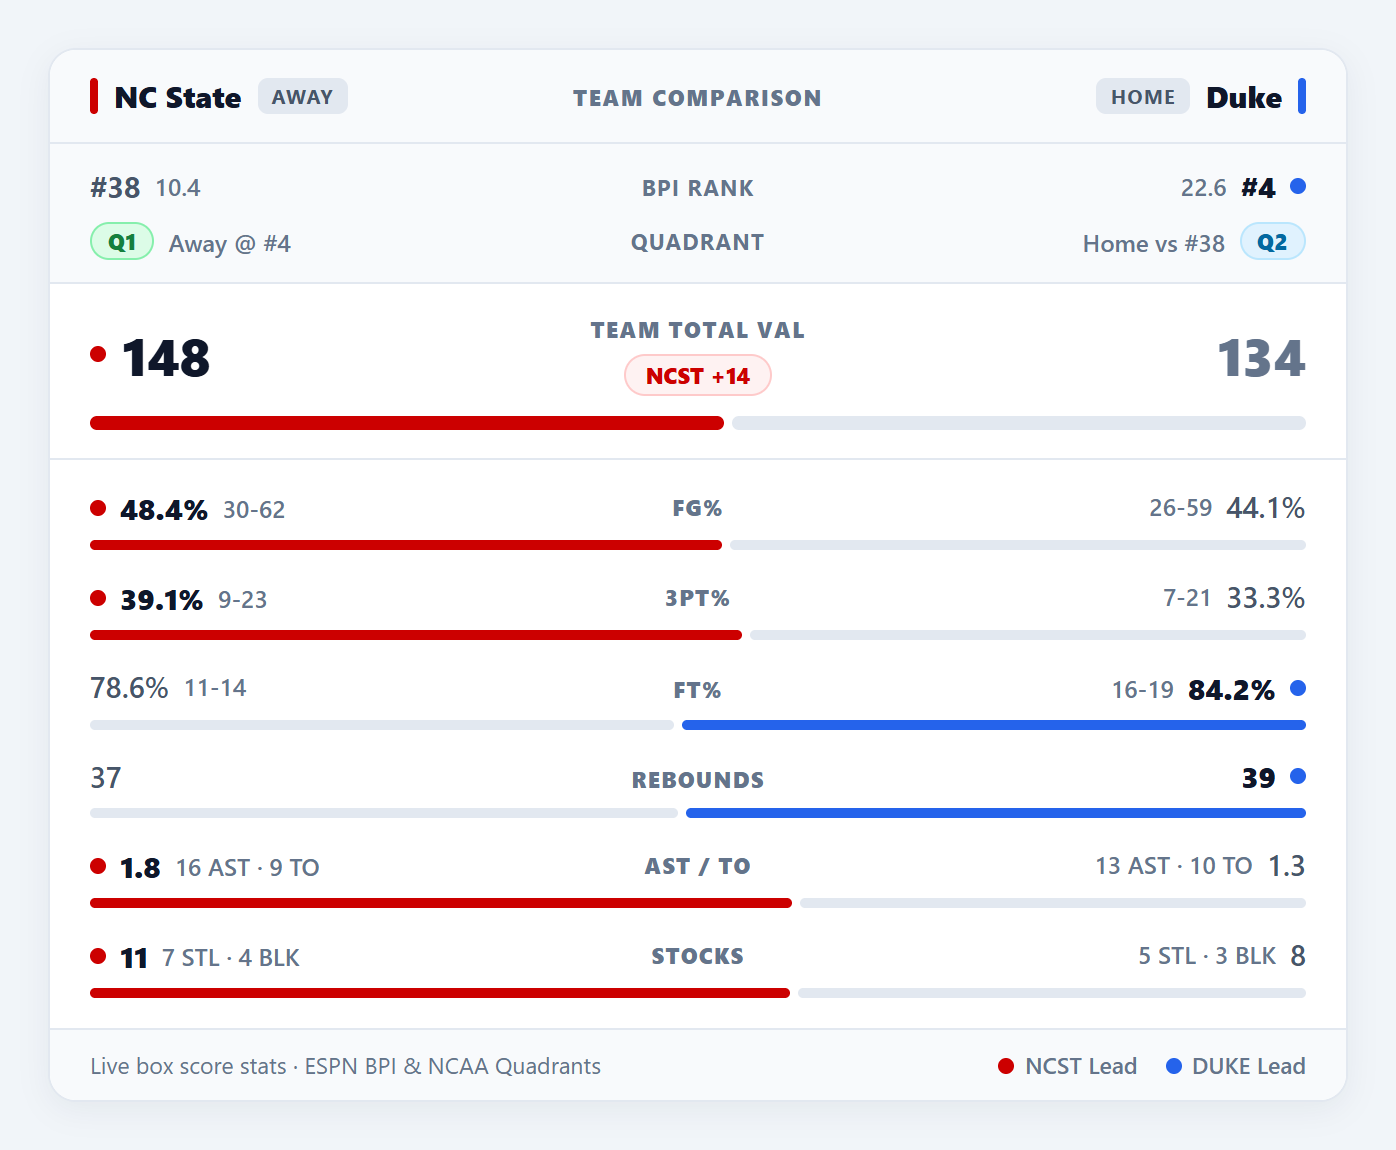 NC State AWAY TEAM COMPARISON HOME Duke
#38 10.4 BPI RANK 22.6 #4
Q1 Away @ #4 QUADRANT Home vs #38 Q2
TEAM TOTAL VAL
148 NCST +14 134
48.4% 30-62 FG% 26-59 44.1%
39.1% 9-23 3PT% 7-21 33.3%
78.6% 11-14 FT% 16-19 84.2%
37 REBOUNDS 39
1.8 16 AST · 9 TO AST / TO 13 AST · 10 TO 1.3
11 7 STL · 4 BLK STOCKS 5 STL · 3 BLK 8
Live box score stats · ESPN BPI & NCAA Quadrants NCST Lead DUKE Lead